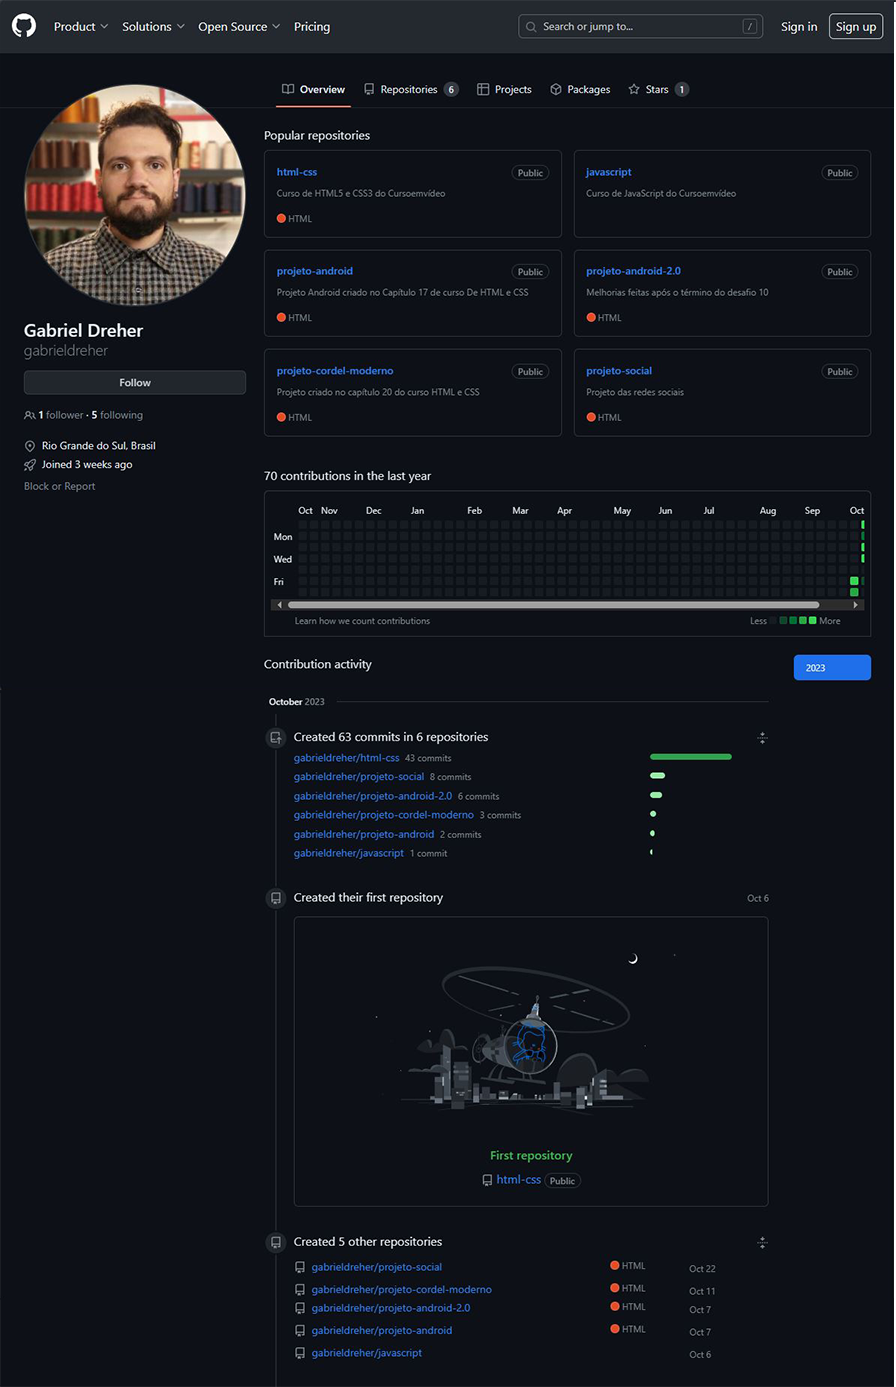 Product Solutions Open Source Pricing Search or jump to... / Sign in Sign up
Overview Repositories 6 Projects Packages Stars 1
Gabriel Dreher
gabrieldreher
Follow
1 follower · 5 following
Rio Grande do Sul, Brasil
Joined 3 weeks ago
Block or Report
Popular repositories
html-css Public
Curso de HTML5 e CSS3 do Cursoemvídeo
HTML
javascript Public
Curso de JavaScript do Cursoemvídeo
projeto-android Public
Projeto Android criado no Capítulo 17 de curso De HTML e CSS
HTML
projeto-android-2.0 Public
Melhorias feitas após o término do desafio 10
HTML
projeto-cordel-moderno Public
Projeto criado no capítulo 20 do curso HTML e CSS
HTML
projeto-social Public
Projeto das redes sociais
HTML
70 contributions in the last year
Oct Nov Dec Jan Feb Mar Apr May Jun Jul Aug Sep Oct
Mon
Wed
Fri
Learn how we count contributions Less More
Contribution activity 2023
October 2023
Created 63 commits in 6 repositories
gabrieldreher/html-css 43 commits
gabrieldreher/projeto-social 8 commits
gabrieldreher/projeto-android-2.0 6 commits
gabrieldreher/projeto-cordel-moderno 3 commits
gabrieldreher/projeto-android 2 commits
gabrieldreher/javascript 1 commit
Created their first repository Oct 6
First repository
html-css Public
Created 5 other repositories
gabrieldreher/projeto-social HTML Oct 22
gabrieldreher/projeto-cordel-moderno HTML Oct 11
gabrieldreher/projeto-android-2.0 HTML Oct 7
gabrieldreher/projeto-android HTML Oct 7
gabrieldreher/javascript Oct 6